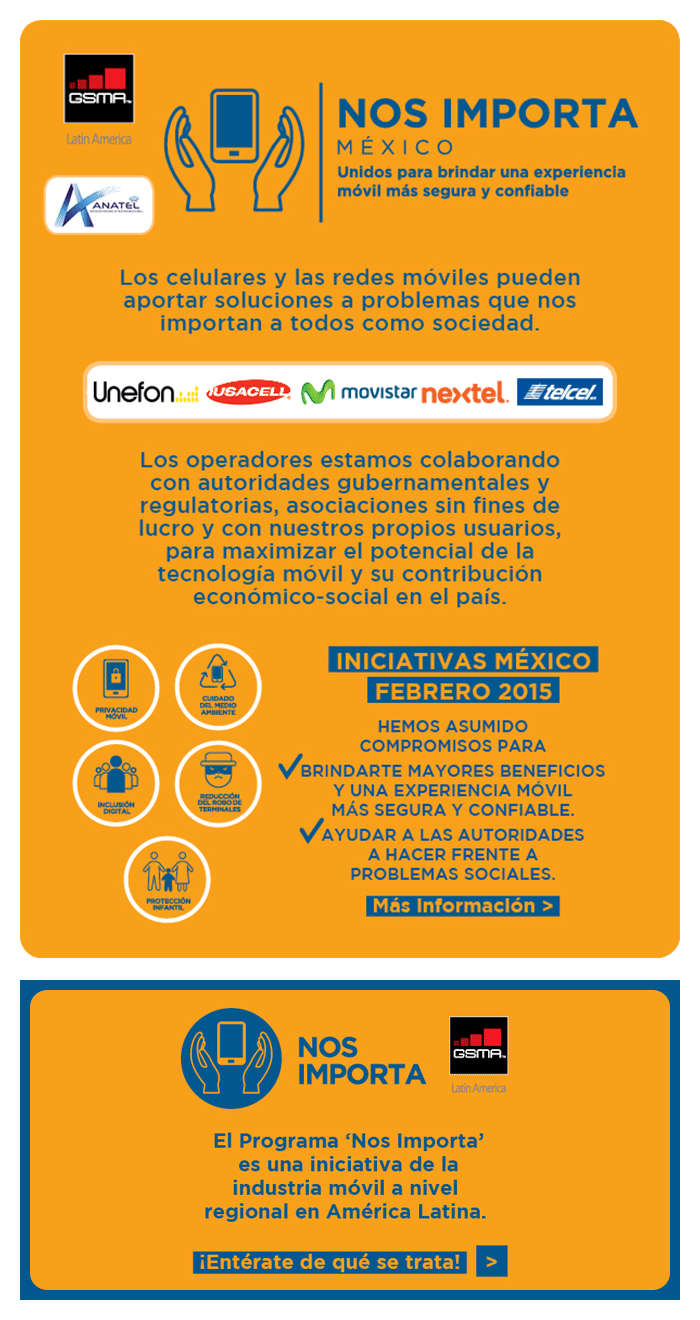 GSMA™
Latin America
ANATEL
NOS IMPORTA
MÉXICO
Unidos para brindar una experiencia
móvil más segura y confiable
Los celulares y las redes móviles pueden
aportar soluciones a problemas que nos
importan a todos como sociedad.
Unefon IUSACELL® movistar nextel. telcel
Los operadores estamos colaborando
con autoridades gubernamentales y
regulatorias, asociaciones sin fines de
lucro y con nuestros propios usuarios,
para maximizar el potencial de la
tecnología móvil y su contribución
económico-social en el país.
PRIVACIDAD
MÓVIL
CUIDADO
DEL MEDIO
AMBIENTE
INCLUSIÓN
DIGITAL
REDUCCIÓN
DEL ROBO DE
TERMINALES
PROTECCIÓN
INFANTIL
INICIATIVAS MÉXICO
FEBRERO 2015
HEMOS ASUMIDO
COMPROMISOS PARA
BRINDARTE MAYORES BENEFICIOS
Y UNA EXPERIENCIA MÓVIL
MÁS SEGURA Y CONFIABLE.
AYUDAR A LAS AUTORIDADES
A HACER FRENTE A
PROBLEMAS SOCIALES.
Más Información >
NOS
IMPORTA
GSMA™
Latin America
El Programa ‘Nos Importa’
es una iniciativa de la
industria móvil a nivel
regional en América Latina.
¡Entérate de qué se trata! >